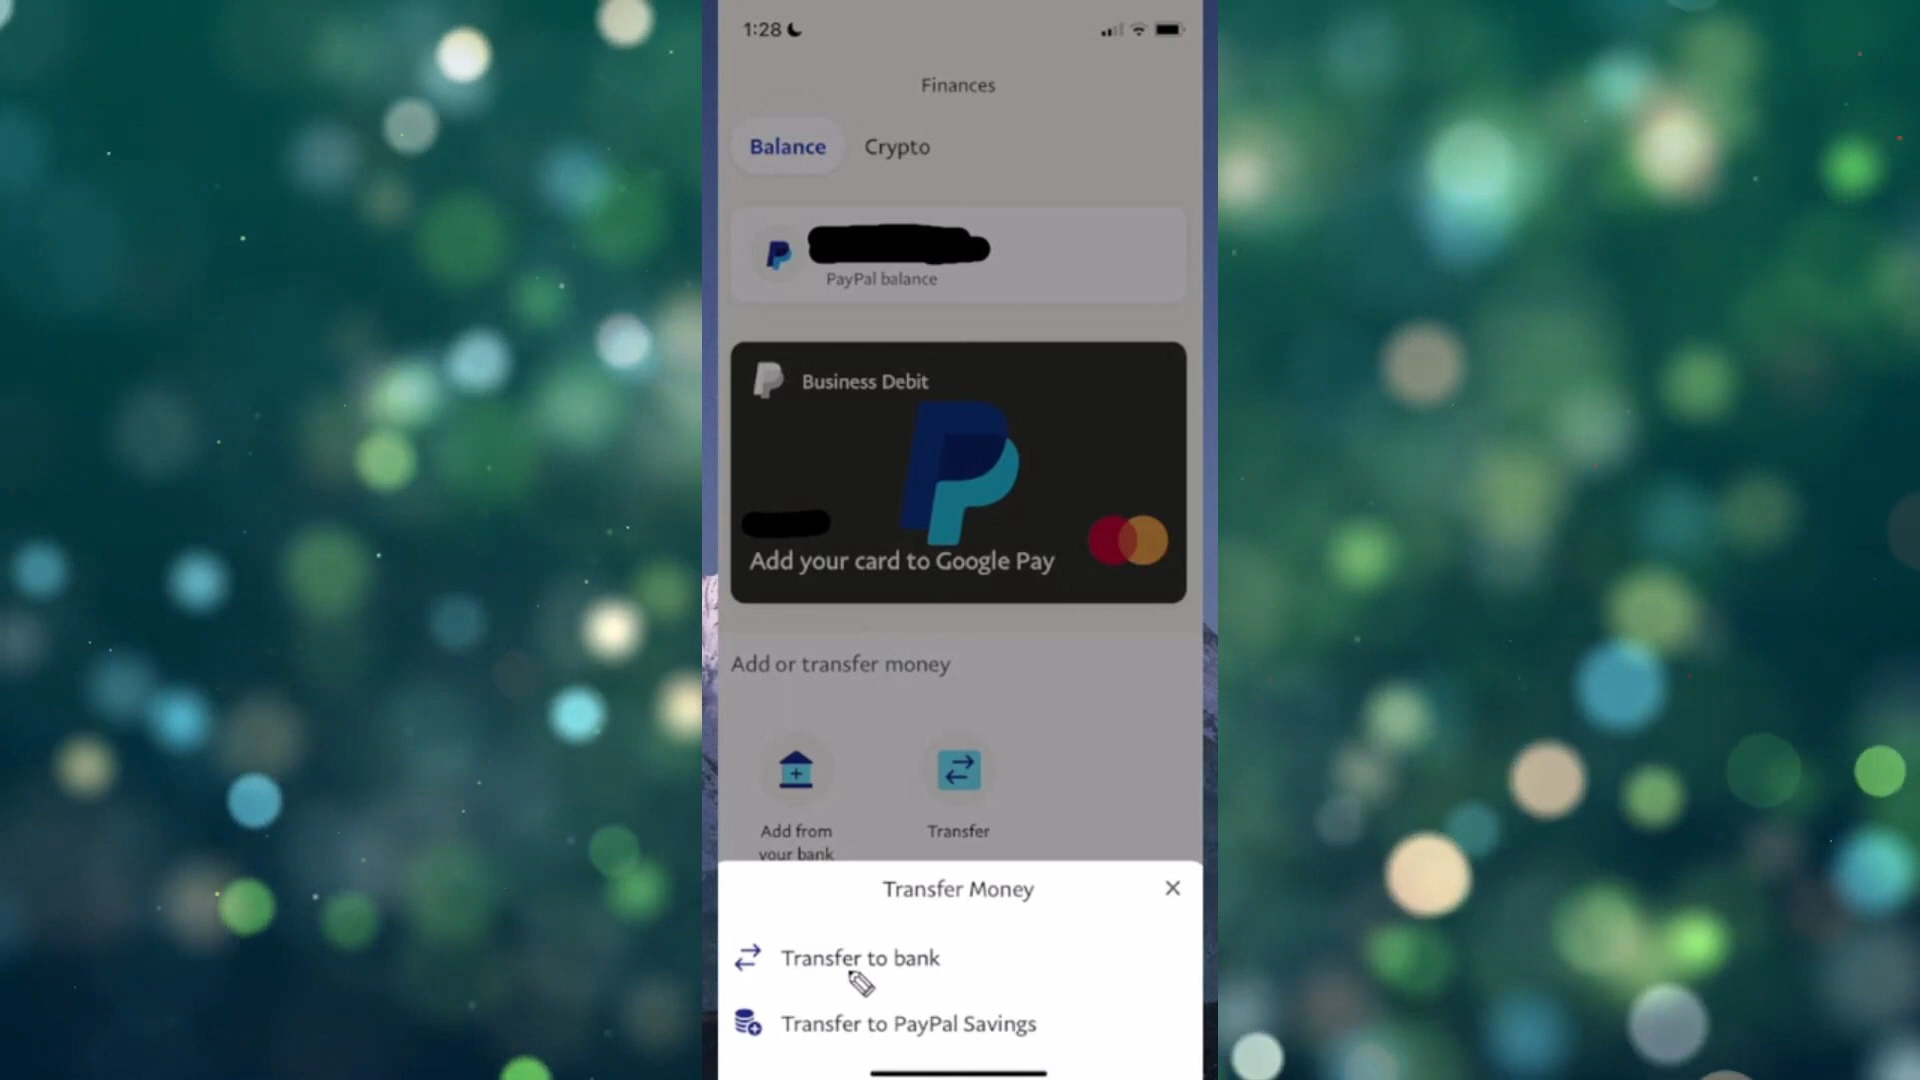 1:28
Finances
Balance Crypto
PayPal balance
Business Debit
Add your card to Google Pay
Add or transfer money
Add from
your bank
Transfer
Transfer Money
Transfer to bank
Transfer to PayPal Savings